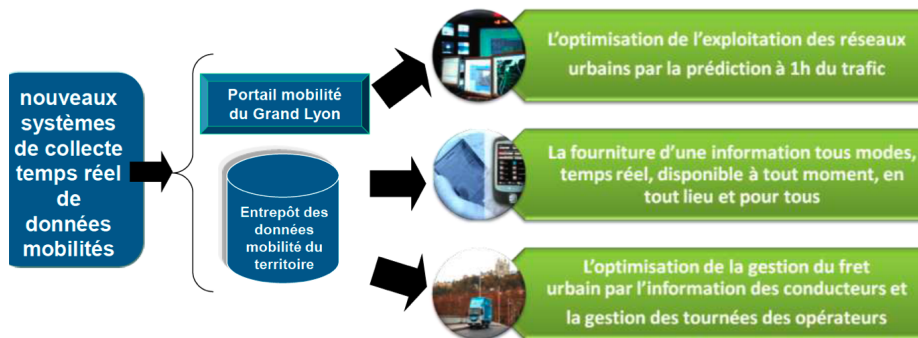 nouveaux
systèmes
de collecte
temps réel
de
données
mobilités
Portail mobilité
du Grand Lyon
Entrepôt des
données
mobilité du
territoire
L'optimisation de l'exploitation des réseaux
urbains par la prédiction à 1h du trafic
La fourniture d'une information tous modes,
temps réel, disponible à tout moment, en
tout lieu et pour tous
L'optimisation de la gestion du fret
urbain par l'information des conducteurs et
la gestion des tournées des opérateurs